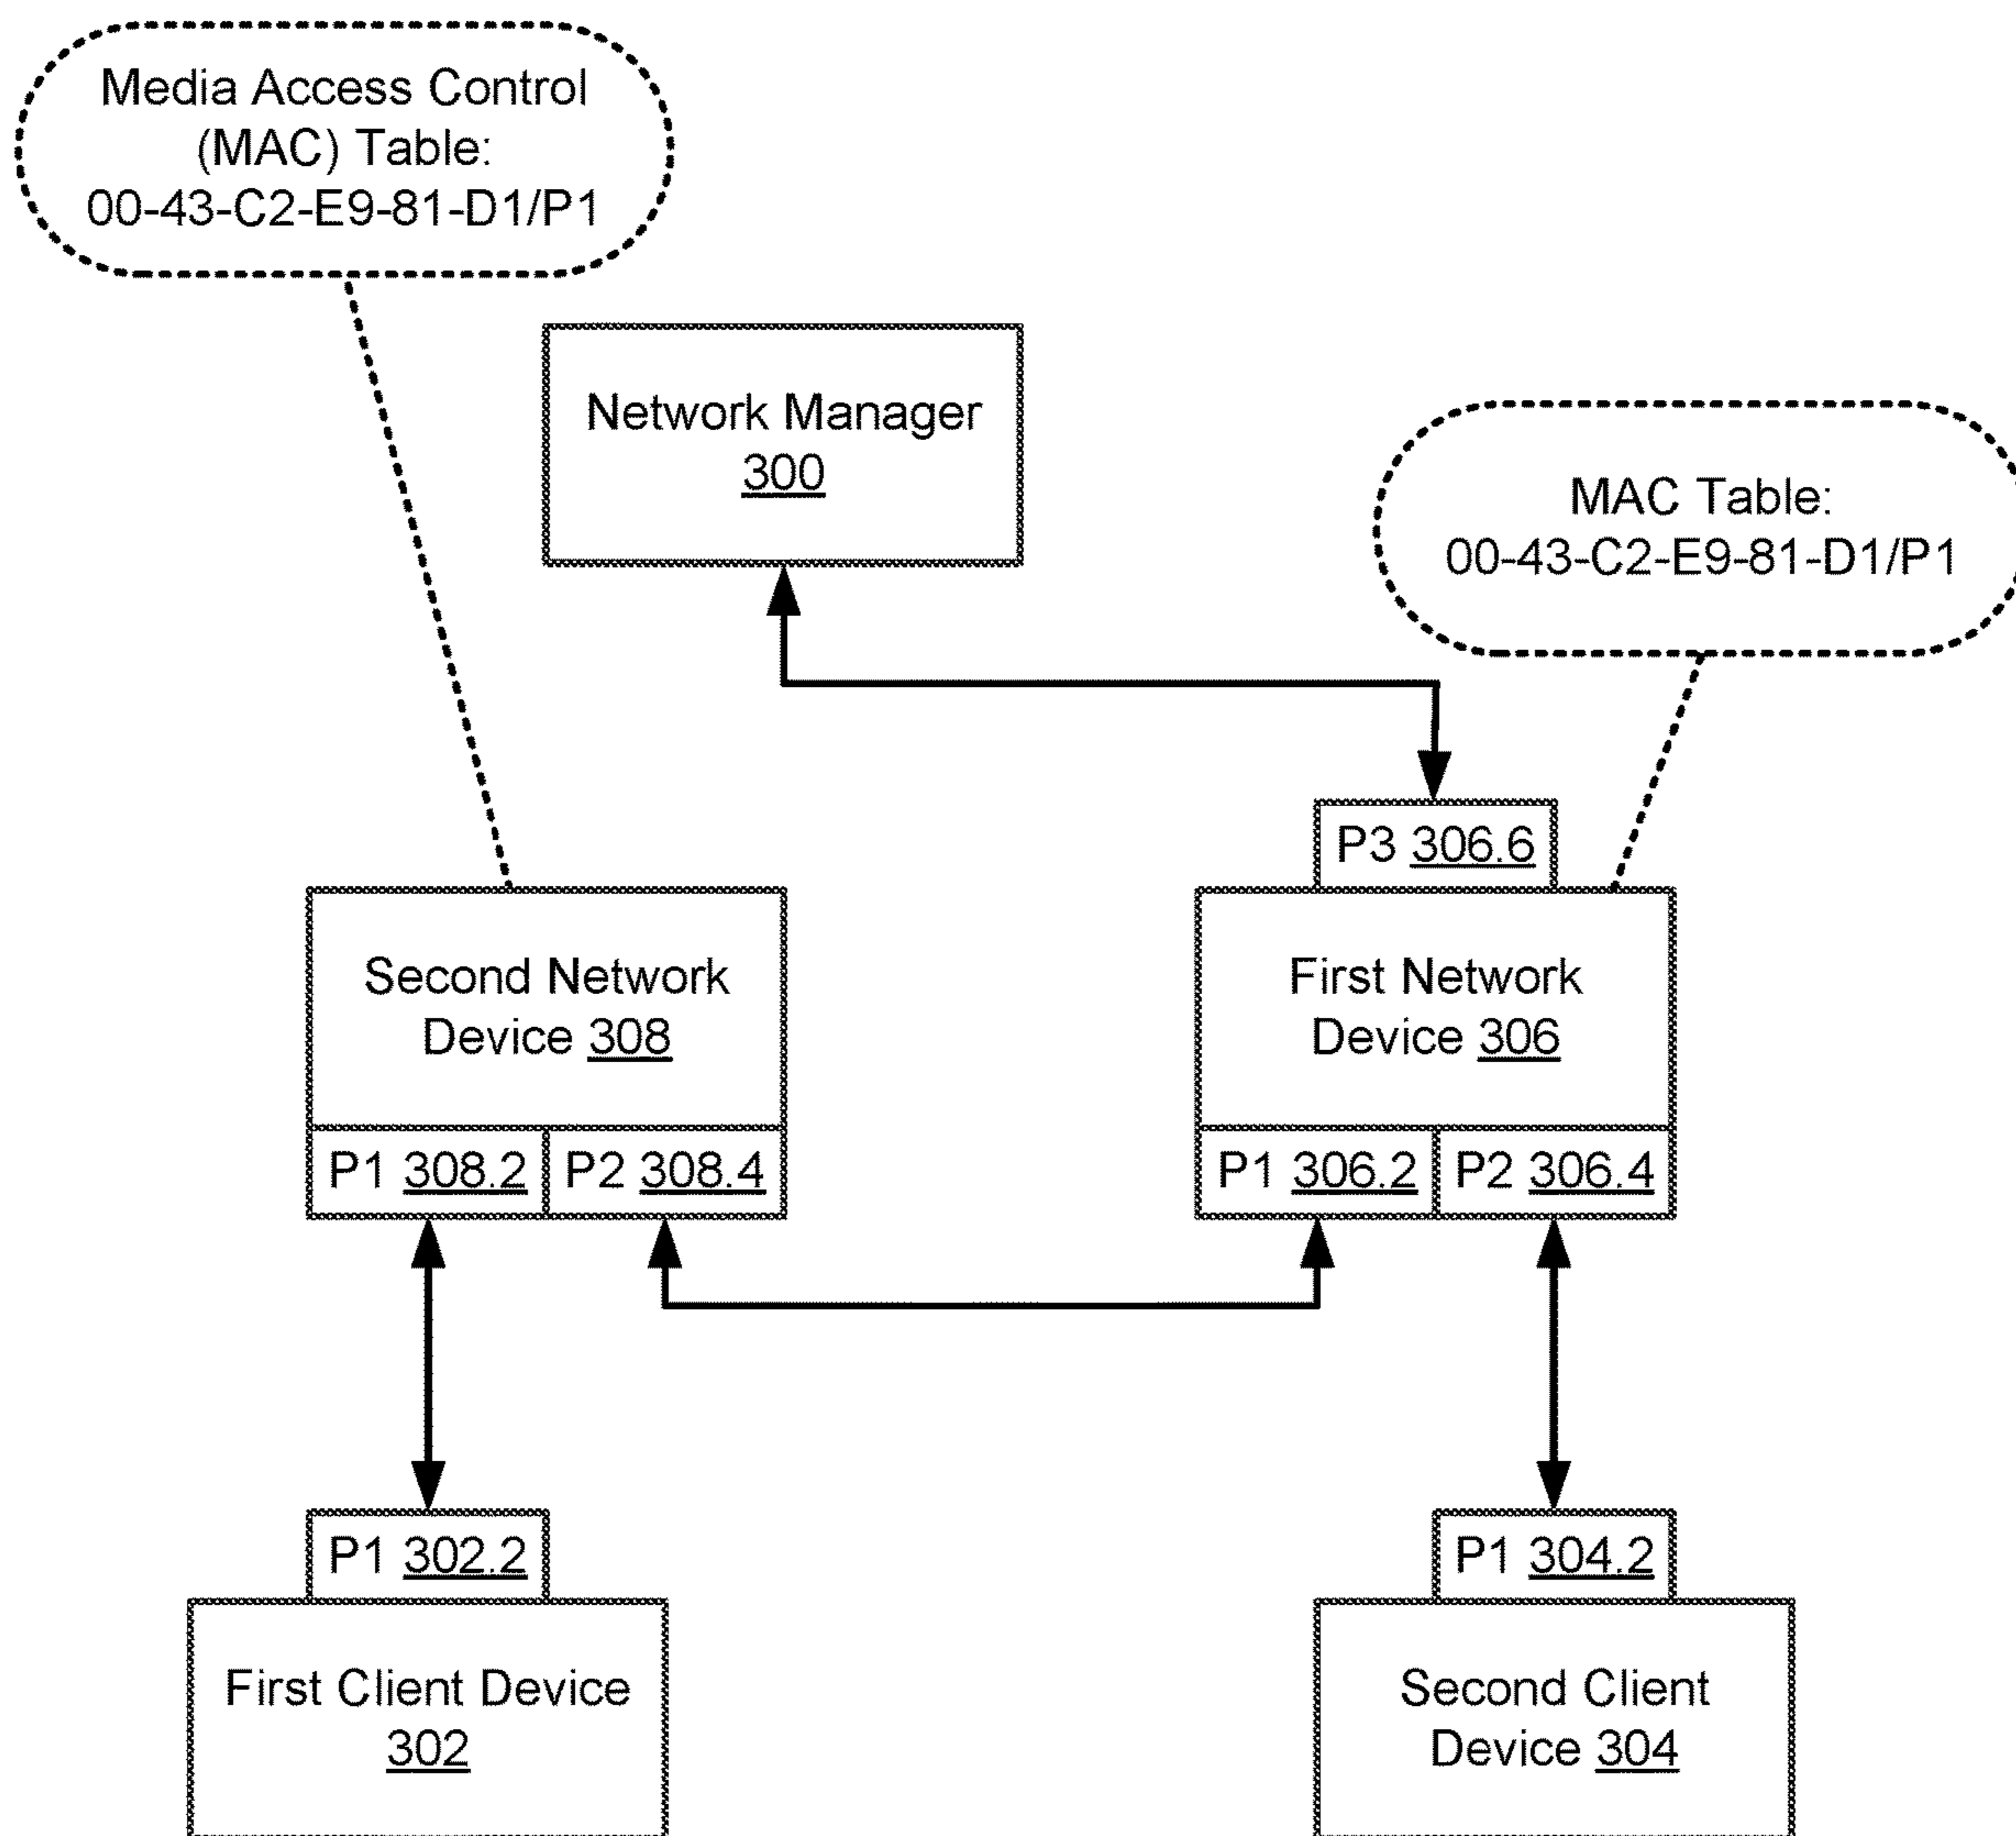 Media Access Control
(MAC) Table:
00-43-C2-E9-81-D1/P1
Network Manager
300
MAC Table:
00-43-C2-E9-81-D1/P1
P3 306.6
Second Network
Device 308
First Network
Device 306
P1 308.2
P2 308.4
P1 306.2
P2 306.4
P1 302.2
P1 304.2
First Client Device
302
Second Client
Device 304